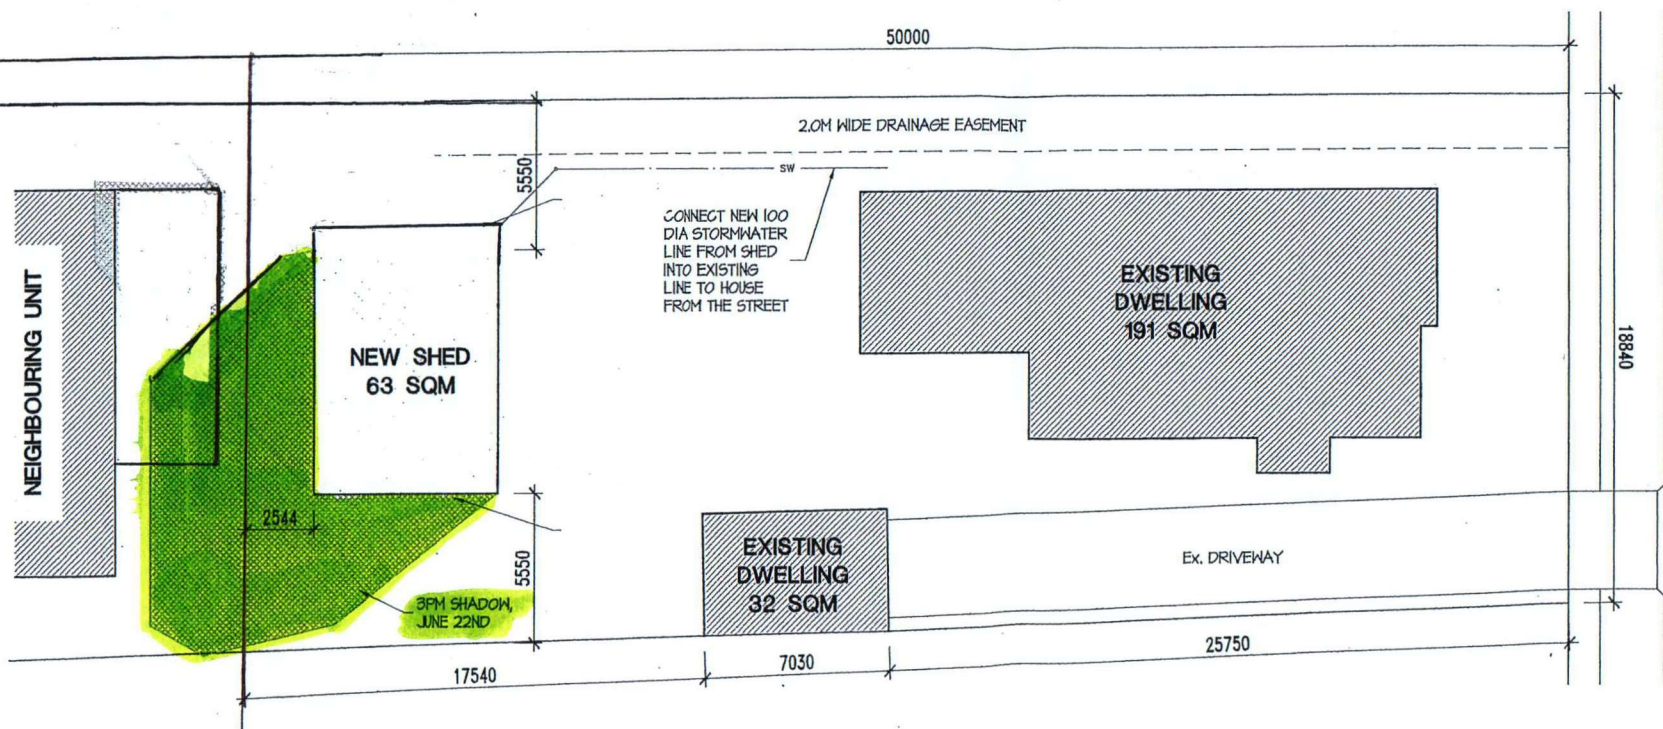 50000
2.0M WIDE DRAINAGE EASEMENT
5550
SW
CONNECT NEW 100
DIA STORMWATER
LINE FROM SHED
INTO EXISTING
LINE TO HOUSE
FROM THE STREET
NEIGHBOURING UNIT
NEW SHED
63 SQM
EXISTING
DWELLING
191 SQM
18840
2544
5550
EXISTING
DWELLING
32 SQM
Ex. DRIVEWAY
3PM SHADOW,
JUNE 22ND
17540
7030
25750